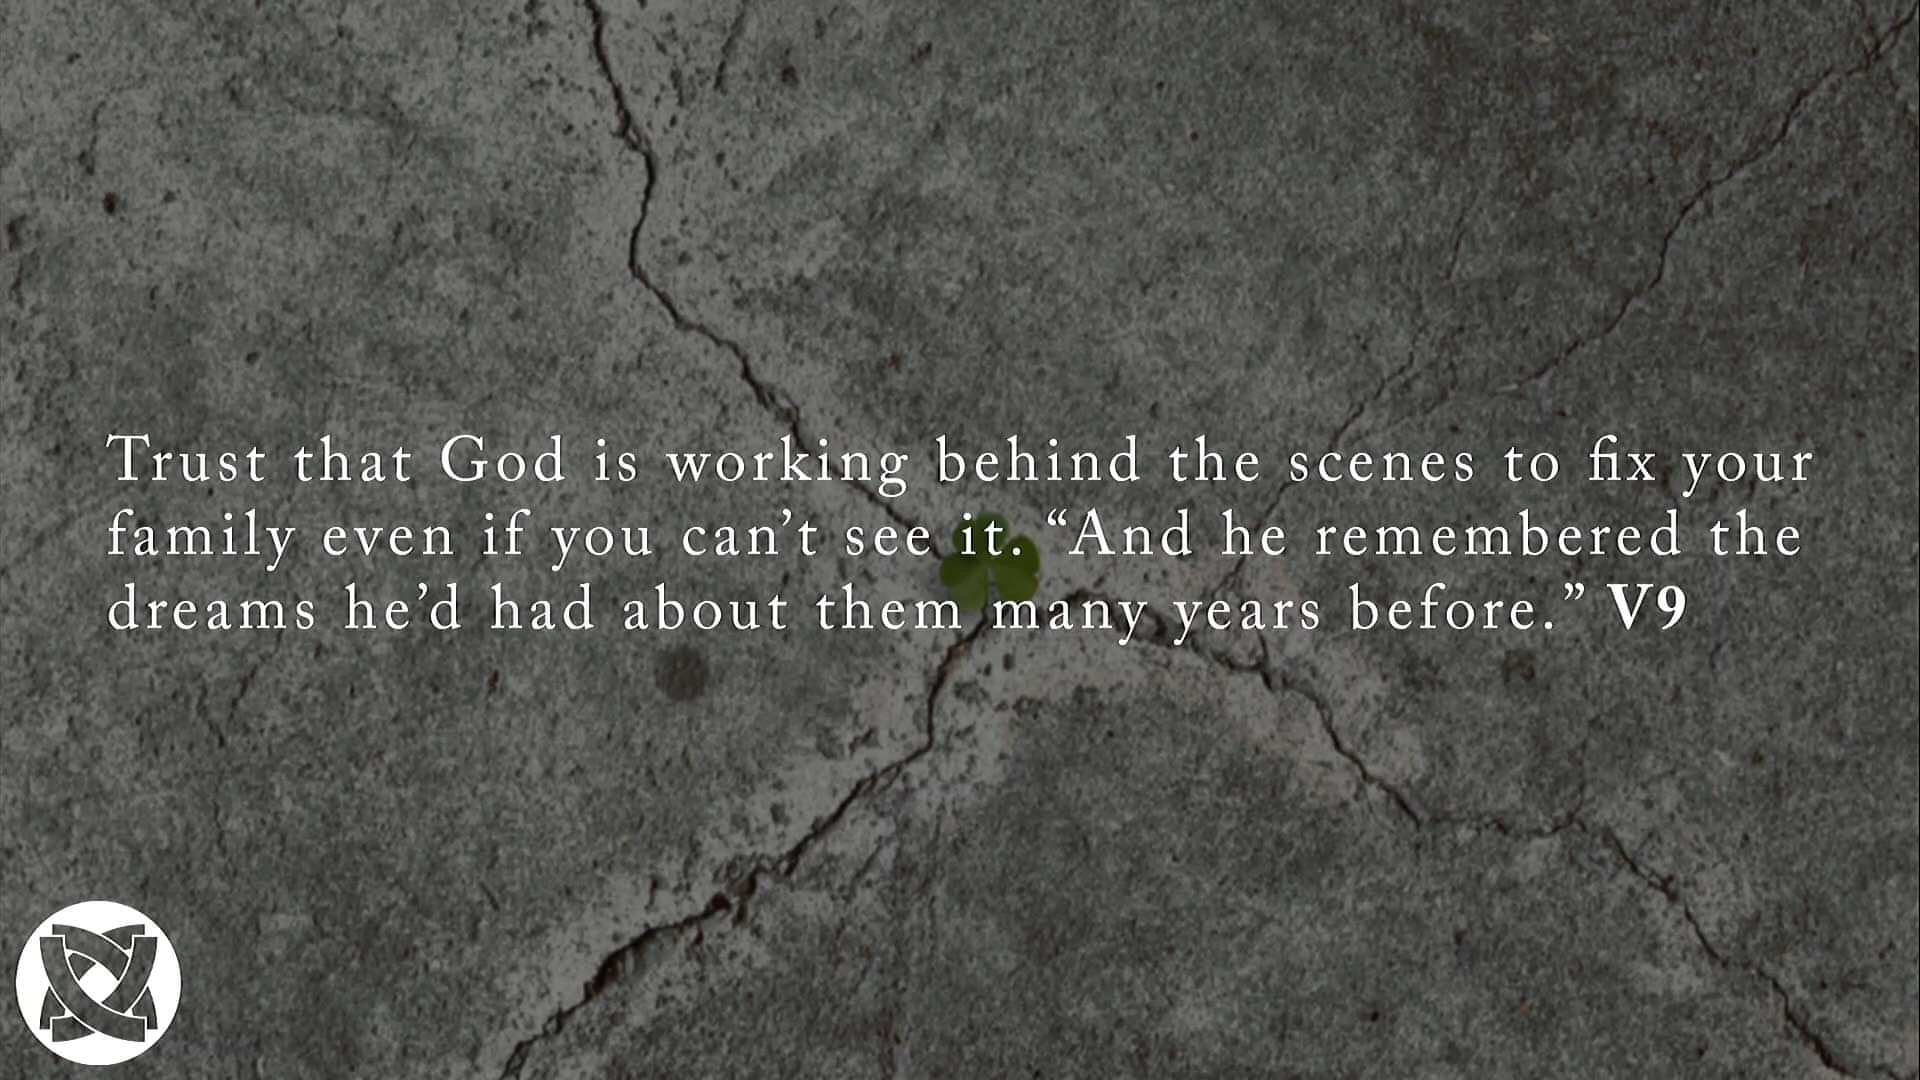 Trust that God is working behind the scenes to fix your
family even if you can’t see it. “And he remembered the
dreams he’d had about them many years before.” V9